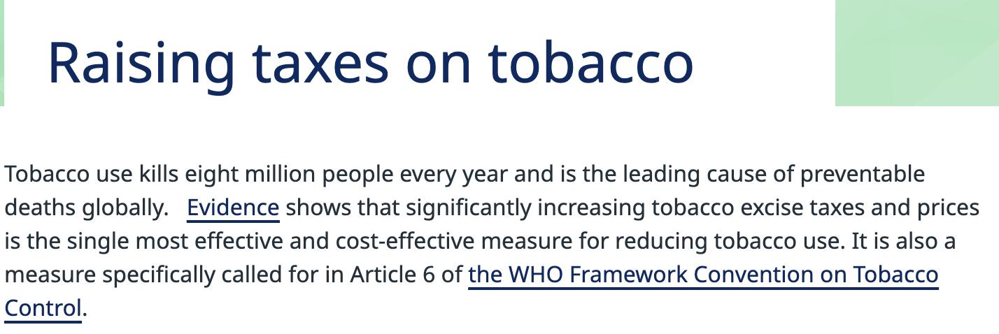 Raising taxes on tobacco
Tobacco use kills eight million people every year and is the leading cause of preventable
deaths globally.   Evidence shows that significantly increasing tobacco excise taxes and prices
is the single most effective and cost-effective measure for reducing tobacco use. It is also a
measure specifically called for in Article 6 of the WHO Framework Convention on Tobacco
Control.